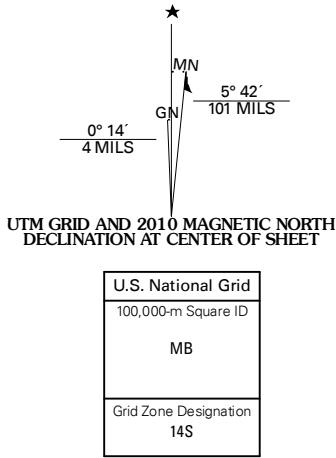 MN
GN
5° 42´
101 MILS
0° 14´
4 MILS
UTM GRID AND 2010 MAGNETIC NORTH
DECLINATION AT CENTER OF SHEET
U.S. National Grid
100,000-m Square ID
MB
Grid Zone Designation
14S